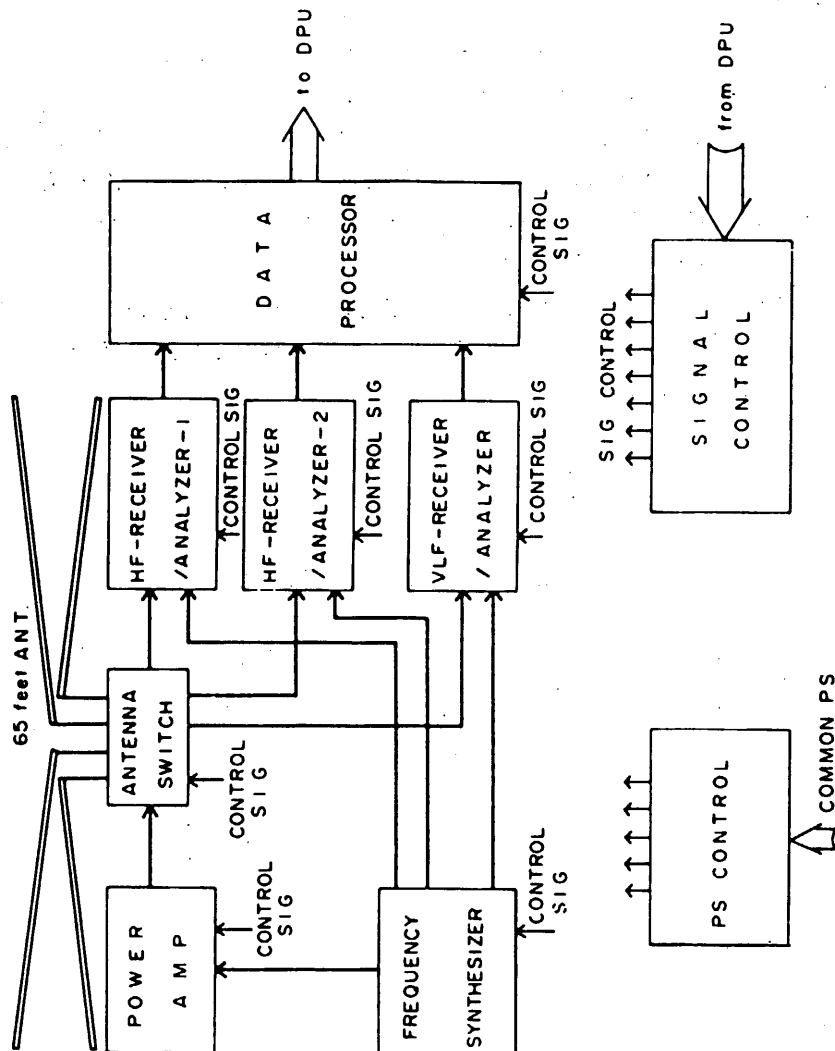 65 feet ANT.
POWER
AMP
CONTROL
SIG
ANTENNA
SWITCH
CONTROL
SIG
HF-RECEIVER
/ANALYZER-1
CONTROL SIG
HF-RECEIVER
/ANALYZER-2
CONTROL SIG
VLF-RECEIVER
/ANALYZER
CONTROL SIG
DATA
PROCESSOR
CONTROL
SIG
to DPU
FREQUENCY
SYNTHESIZER
CONTROL
SIG
PS CONTROL
COMMON PS
SIG CONTROL
SIGNAL
CONTROL
from DPU